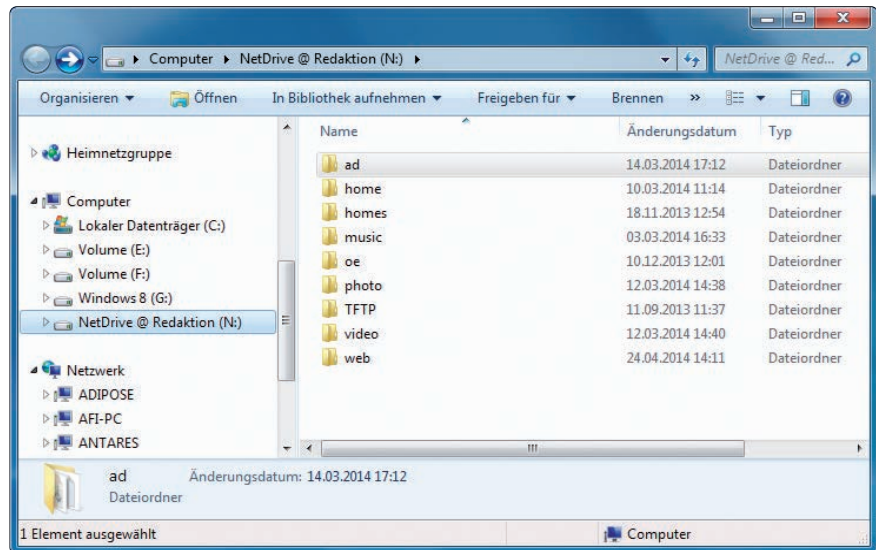 Computer NetDrive @ Redaktion (N:)
NetDrive @ Red...
Organisieren Öffnen In Bibliothek aufnehmen Freigeben für Brennen »
Heimnetzgruppe
Computer
Lokaler Datenträger (C:)
Volume (E:)
Volume (F:)
Windows 8 (G:)
NetDrive @ Redaktion (N:)
Netzwerk
ADIPOSE
AFI-PC
ANTARES
Name Änderungsdatum Typ
ad 14.03.2014 17:12 Dateiordner
home 10.03.2014 11:14 Dateiordner
homes 18.11.2013 12:54 Dateiordner
music 03.03.2014 16:33 Dateiordner
oe 10.12.2013 12:01 Dateiordner
photo 12.03.2014 14:38 Dateiordner
TFTP 11.09.2013 11:37 Dateiordner
video 12.03.2014 14:40 Dateiordner
web 24.04.2014 14:11 Dateiordner
ad Änderungsdatum: 14.03.2014 17:12
Dateiordner
1 Element ausgewählt Computer